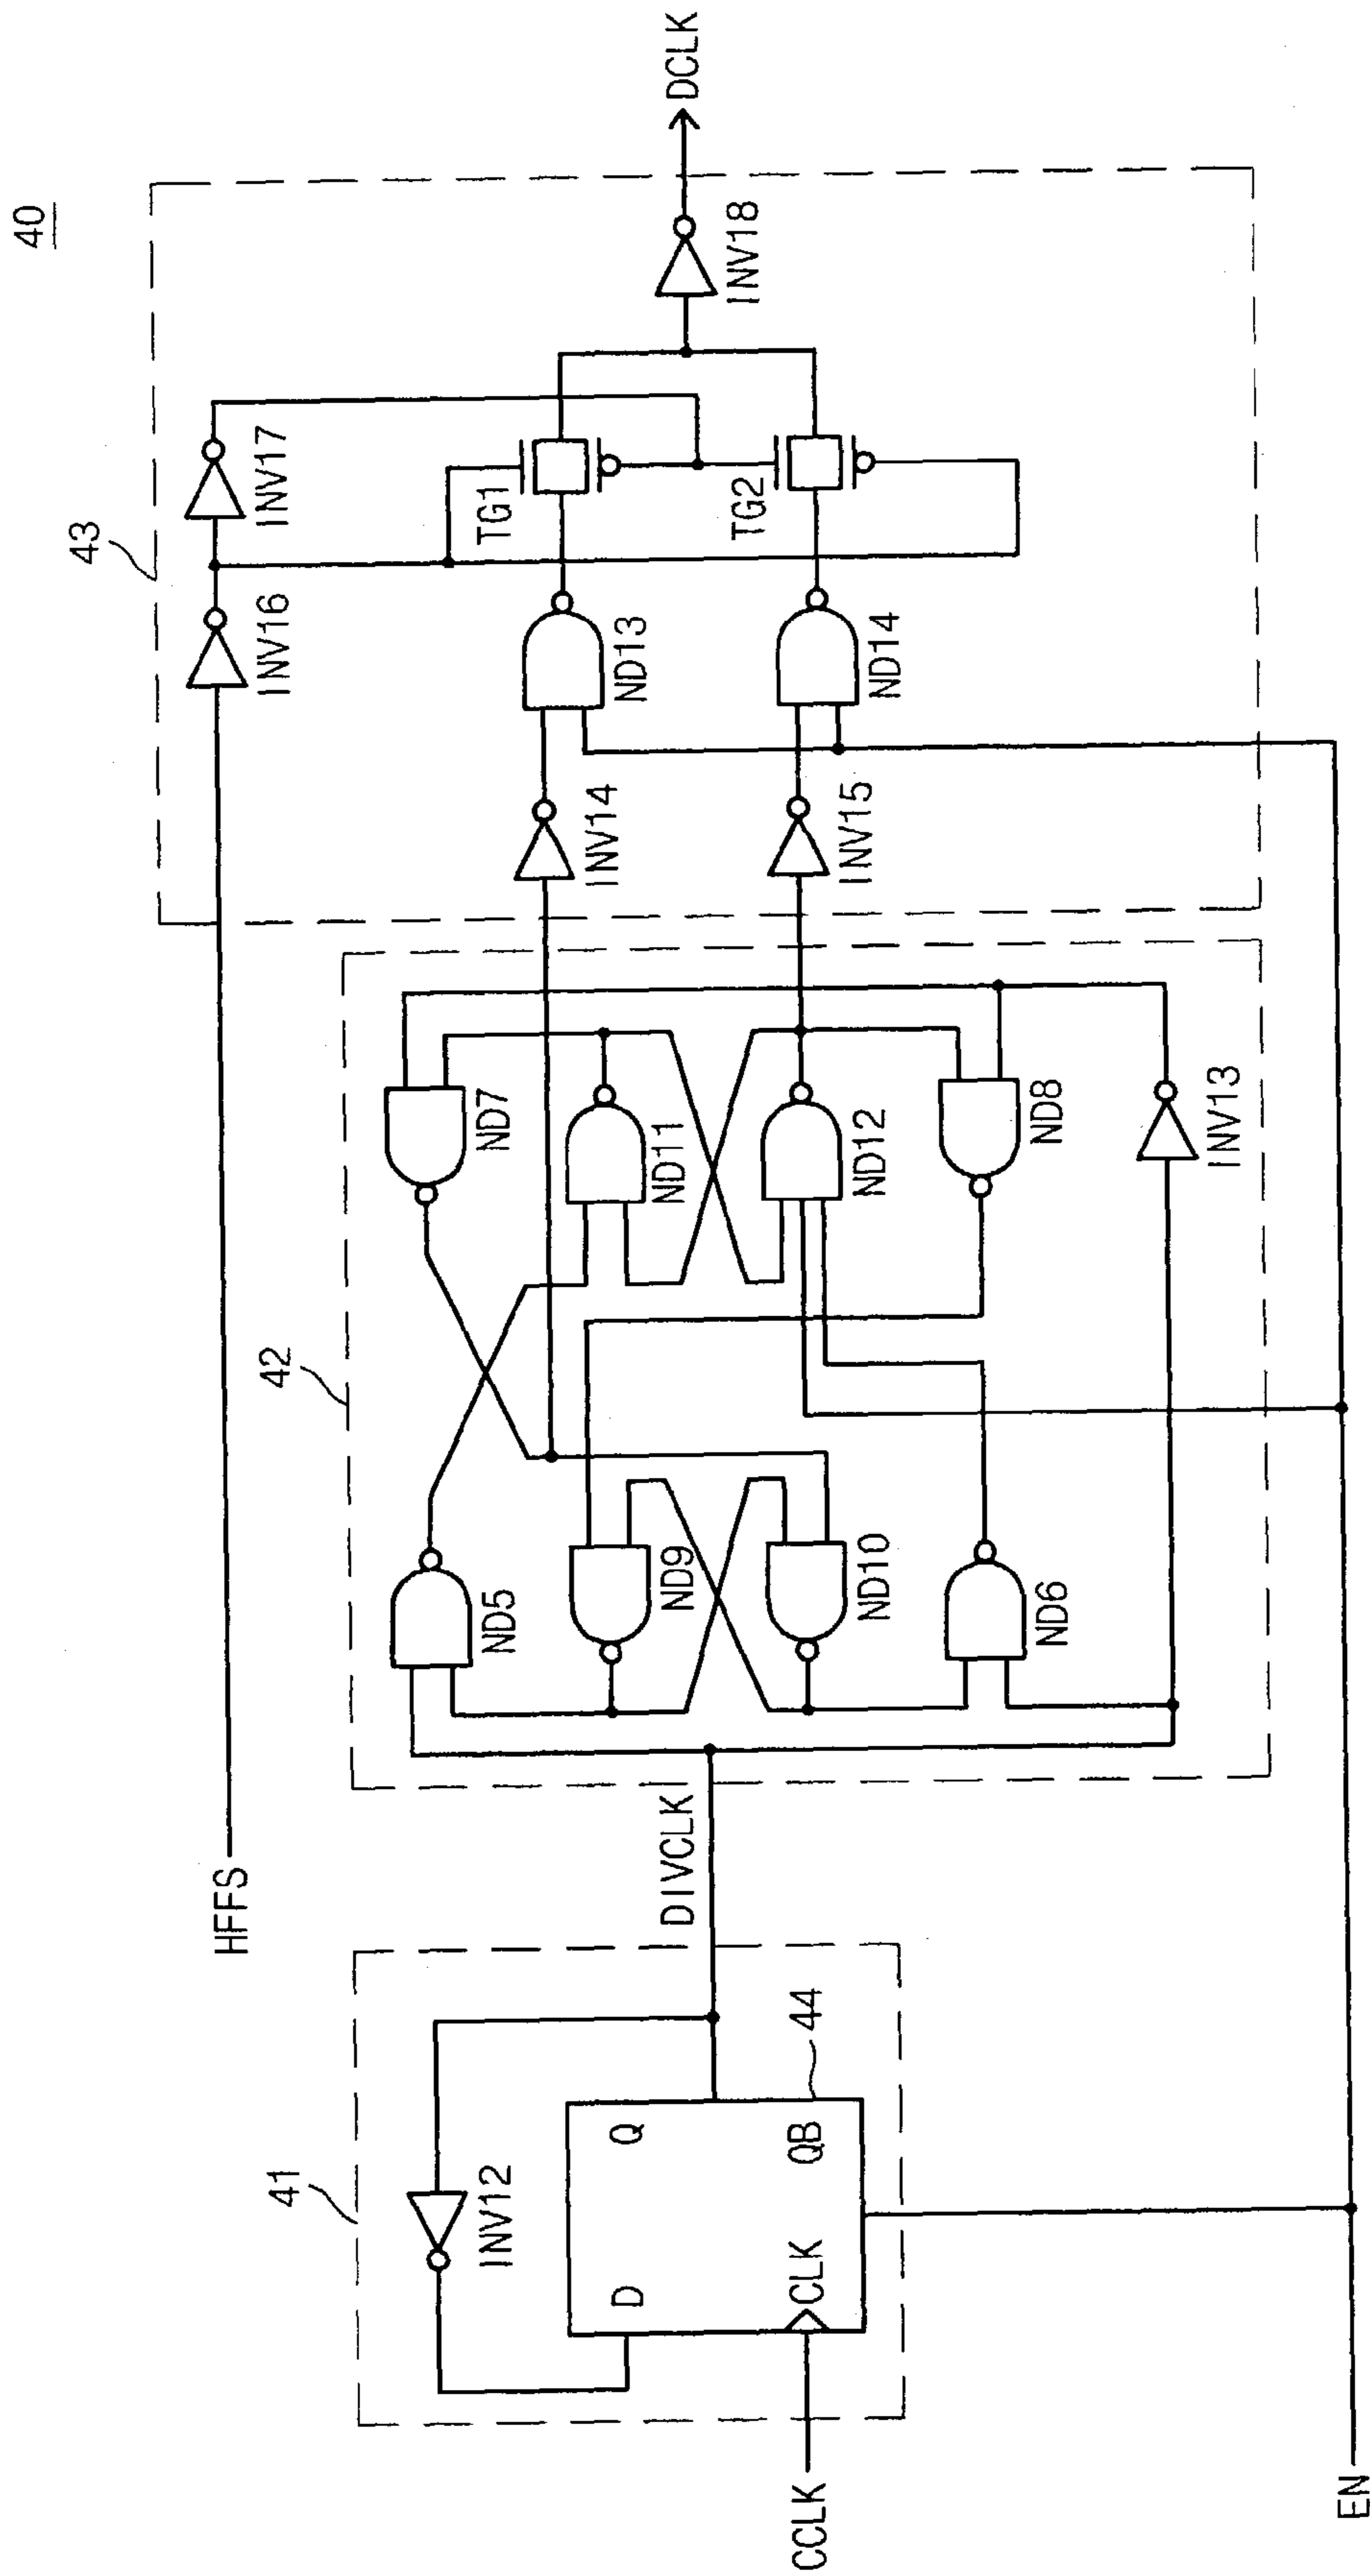 40
43
HFFS
INV16
INV17
INV18
DCLK
TG1
TG2
ND13
ND14
INV14
INV15
42
ND5
ND7
ND9
ND11
ND10
ND12
ND6
ND8
INV13
DIVCLK
41
INV12
D
Q
CLK
QB
44
CCLK
EN